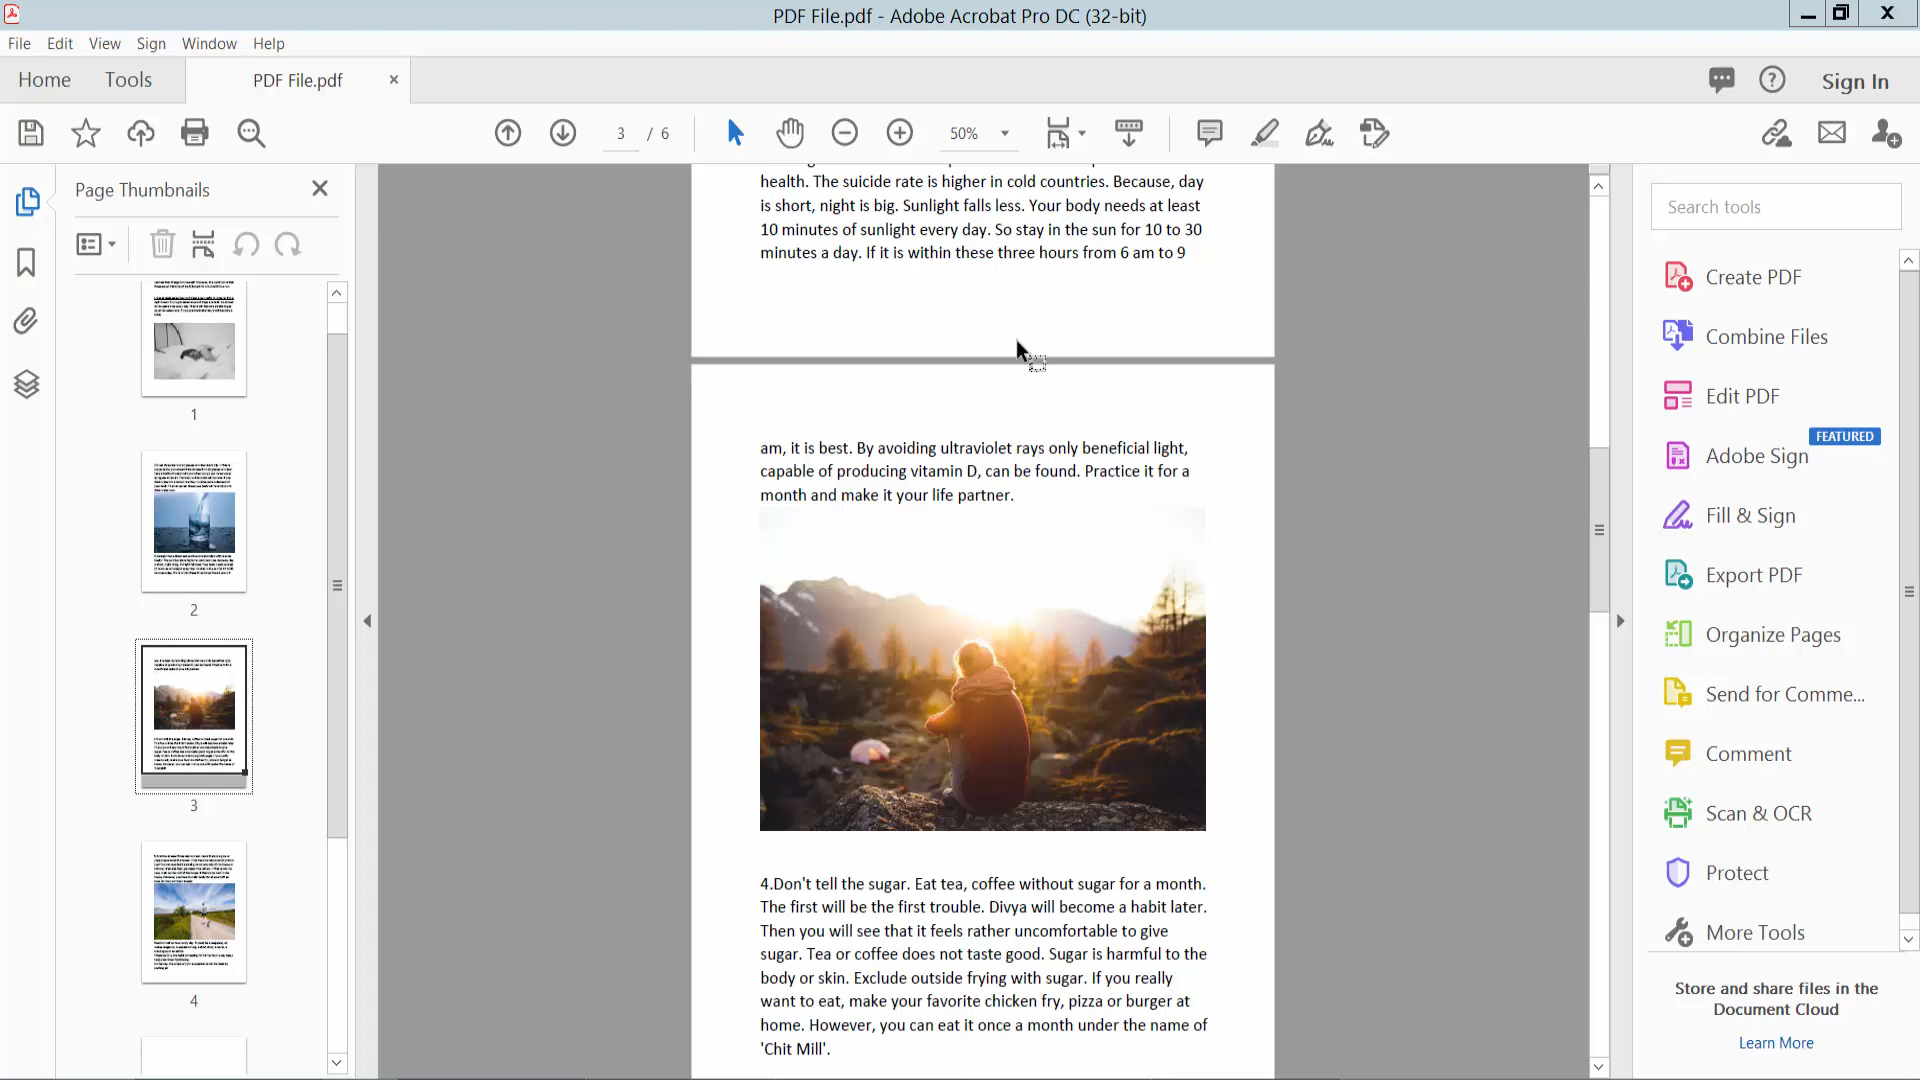 PDF File.pdf - Adobe Acrobat Pro DC (32-bit)
File Edit View Sign Window Help
Home Tools PDF File.pdf × Sign In
3 / 6 50%
Page Thumbnails
1
2
3
4
health. The suicide rate is higher in cold countries. Because, day
is short, night is big. Sunlight falls less. Your body needs at least
10 minutes of sunlight every day. So stay in the sun for 10 to 30
minutes a day. If it is within these three hours from 6 am to 9
am, it is best. By avoiding ultraviolet rays only beneficial light,
capable of producing vitamin D, can be found. Practice it for a
month and make it your life partner.
4.Don't tell the sugar. Eat tea, coffee without sugar for a month.
The first will be the first trouble. Divya will become a habit later.
Then you will see that it feels rather uncomfortable to give
sugar. Tea or coffee does not taste good. Sugar is harmful to the
body or skin. Exclude outside frying with sugar. If you really
want to eat, make your favorite chicken fry, pizza or burger at
home. However, you can eat it once a month under the name of
'Chit Mill'.
Search tools
Create PDF
Combine Files
Edit PDF
FEATURED
Adobe Sign
Fill & Sign
Export PDF
Organize Pages
Send for Comme...
Comment
Scan & OCR
Protect
More Tools
Store and share files in the
Document Cloud
Learn More